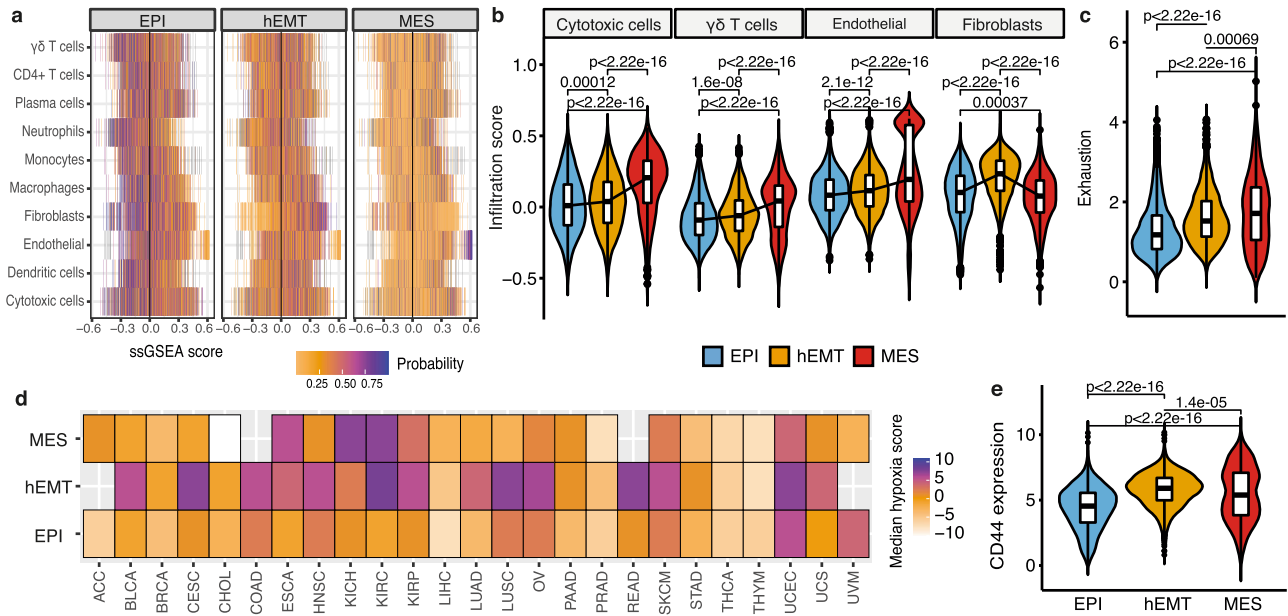 a
EPI hEMT MES
γδ T cells
CD4+ T cells
Plasma cells
Neutrophils
Monocytes
Macrophages
Fibroblasts
Endothelial
Dendritic cells
Cytotoxic cells
−0.6 −0.3 0.0 0.3 0.6 −0.6 −0.3 0.0 0.3 0.6 −0.6 −0.3 0.0 0.3 0.6
ssGSEA score
Probability
0.25 0.50 0.75
b
Cytotoxic cells γδ T cells Endothelial Fibroblasts
Infiltration score
1.0
0.5
0.0
−0.5
p<2.22e-16 p<2.22e-16 p<2.22e-16 p<2.22e-16
0.00012 1.6e-08 2.1e-12 p<2.22e-16
p<2.22e-16 p<2.22e-16 p<2.22e-16 0.00037
EPI hEMT MES
c
Exhaustion
6
4
2
0
p<2.22e-16
0.00069
p<2.22e-16
d
MES
hEMT
EPI
ACC BLCA BRCA CESC CHOL COAD ESCA HNSC KICH KIRC KIRP LIHC LUAD LUSC OV PAAD PRAD READ SKCM STAD THCA THYM UCEC UCS UVM
Median hypoxia score
10
5
0
−5
−10
e
CD44 expression
10
5
0
p<2.22e-16
1.4e-05
p<2.22e-16
EPI hEMT MES